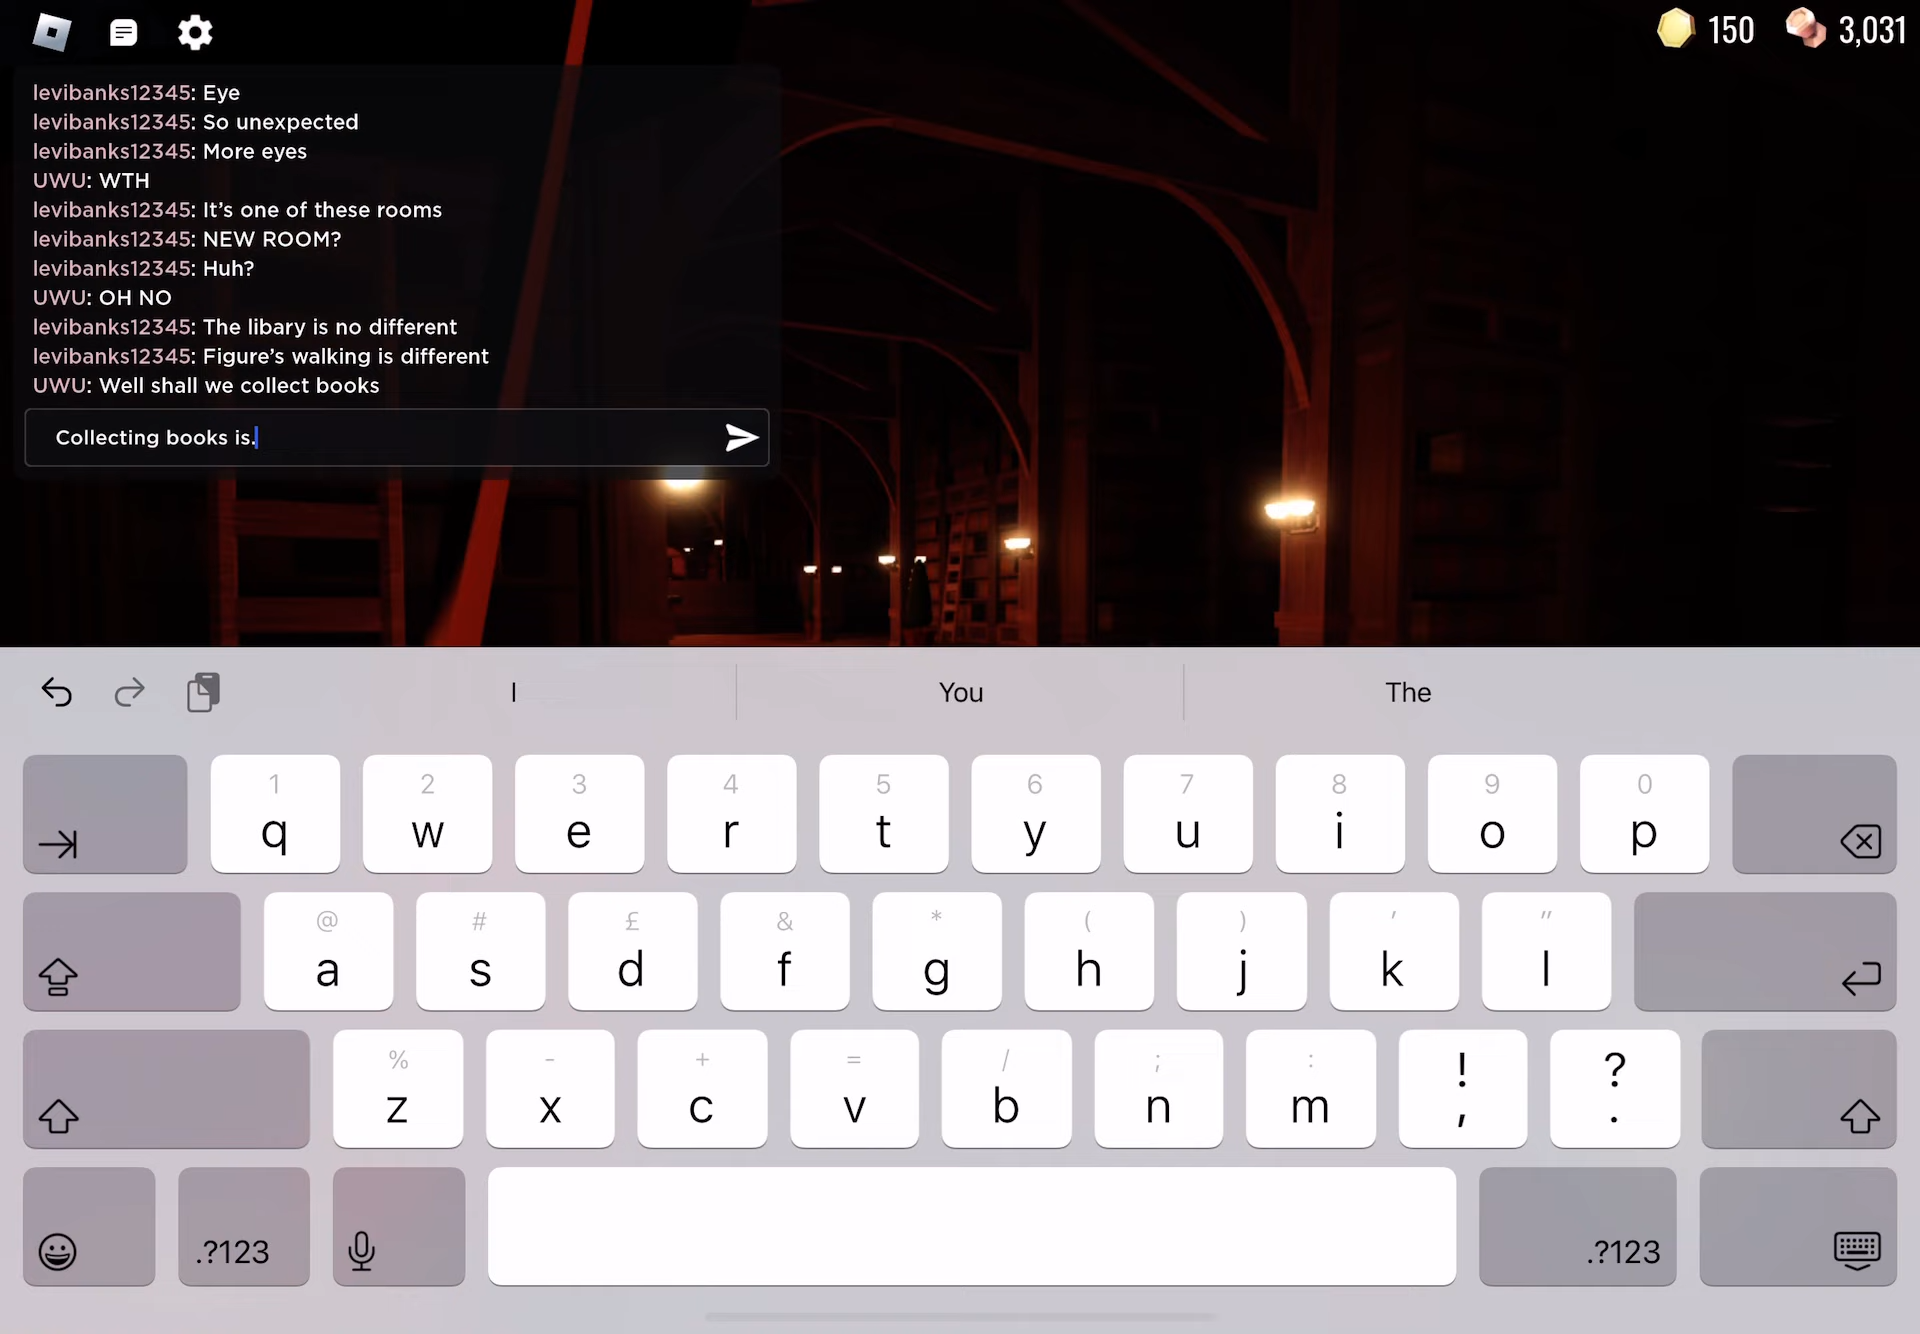 150 3,031
levibanks12345: Eye
levibanks12345: So unexpected
levibanks12345: More eyes
UWU: WTH
levibanks12345: It’s one of these rooms
levibanks12345: NEW ROOM?
levibanks12345: Huh?
UWU: OH NO
levibanks12345: The libary is no different
levibanks12345: Figure’s walking is different
UWU: Well shall we collect books
Collecting books is.
I You The
1 2 3 4 5 6 7 8 9 0
q w e r t y u i o p
@ # £ & * ( ) ' "
a s d f g h j k l
% - + = / ; : ! ?
z x c v b n m , .
.?123 .?123